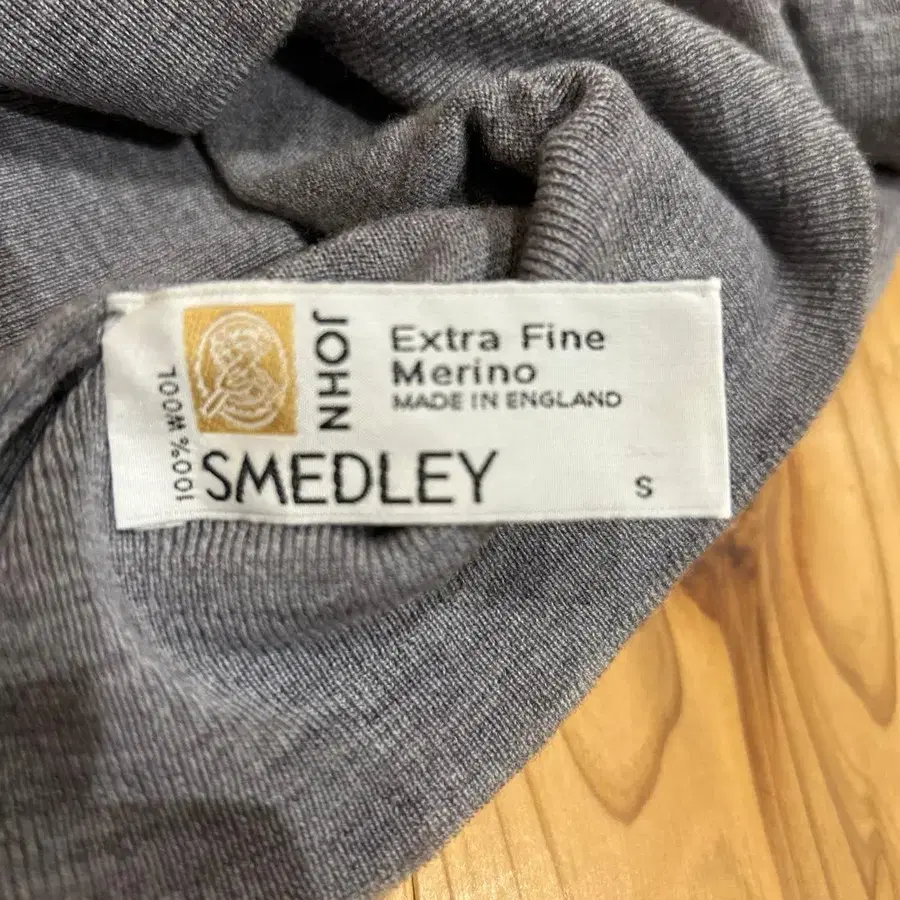 100% WOOL
JOHN
SMEDLEY
Extra Fine
Merino
MADE IN ENGLAND
S